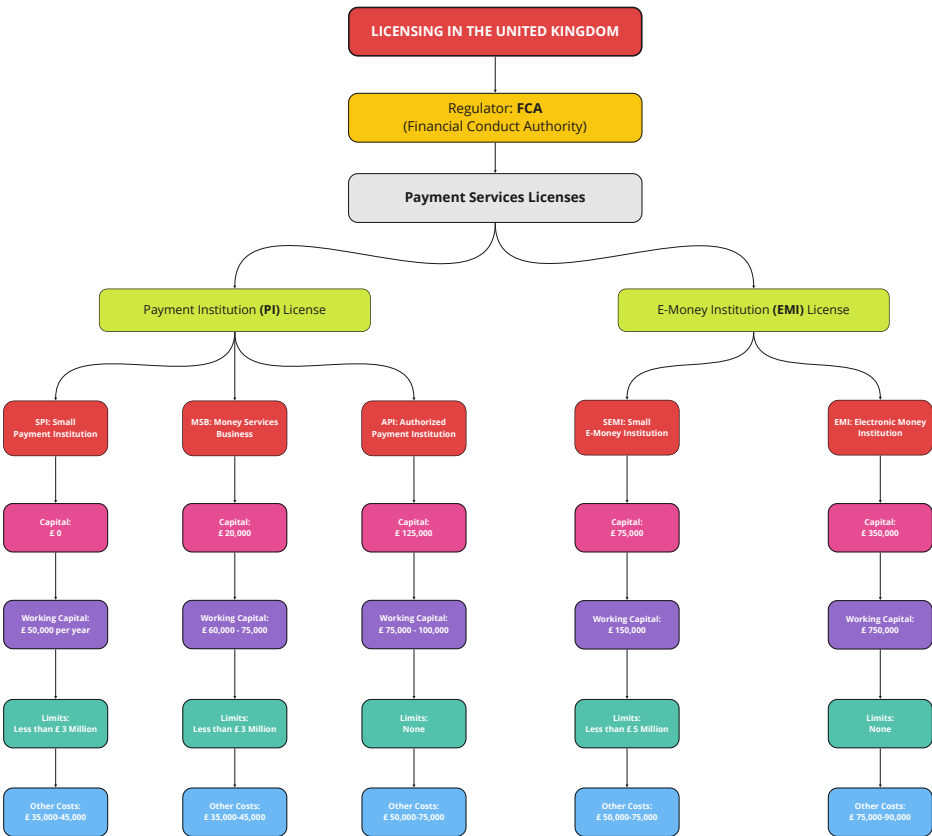 LICENSING IN THE UNITED KINGDOM
Regulator: FCA
(Financial Conduct Authority)
Payment Services Licenses
Payment Institution (PI) License
E-Money Institution (EMI) License
SPI: Small
Payment Institution
MSB: Money Services
Business
API: Authorized
Payment Institution
SEMI: Small
E-Money Institution
EMI: Electronic Money
Institution
Capital:
£ 0
Capital:
£ 20,000
Capital:
£ 125,000
Capital:
£ 75,000
Capital:
£ 350,000
Working Capital:
£ 50,000 per year
Working Capital:
£ 60,000 - 75,000
Working Capital:
£ 75,000 - 100,000
Working Capital:
£ 150,000
Working Capital:
£ 750,000
Limits:
Less than £ 3 Million
Limits:
Less than £ 3 Million
Limits:
None
Limits:
Less than £ 5 Million
Limits:
None
Other Costs:
£ 35,000-45,000
Other Costs:
£ 35,000-45,000
Other Costs:
£ 50,000-75,000
Other Costs:
£ 50,000-75,000
Other Costs:
£ 75,000-90,000